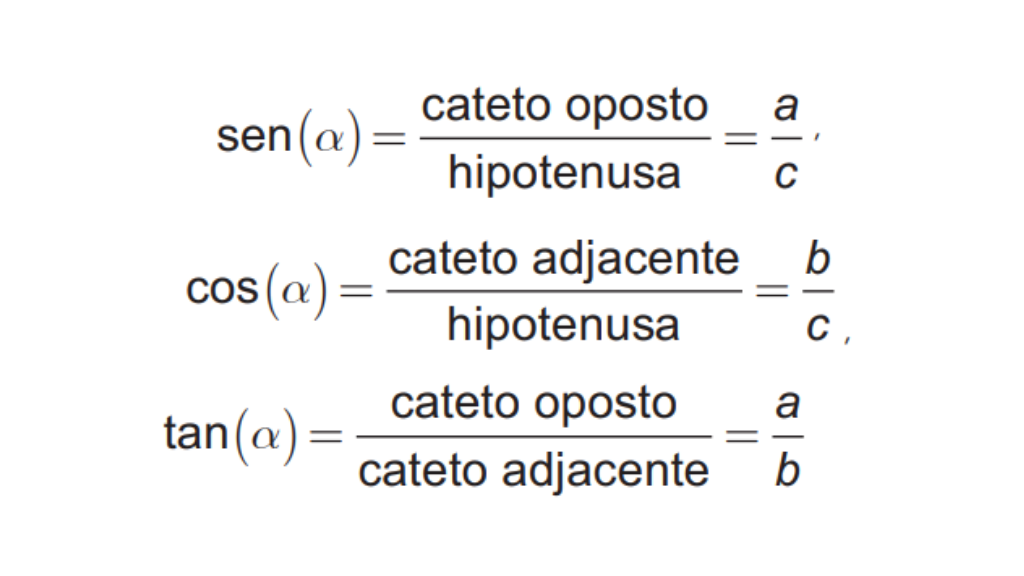 sen(α) = cateto oposto / hipotenusa = a / c ,
cos(α) = cateto adjacente / hipotenusa = b / c ,
tan(α) = cateto oposto / cateto adjacente = a / b